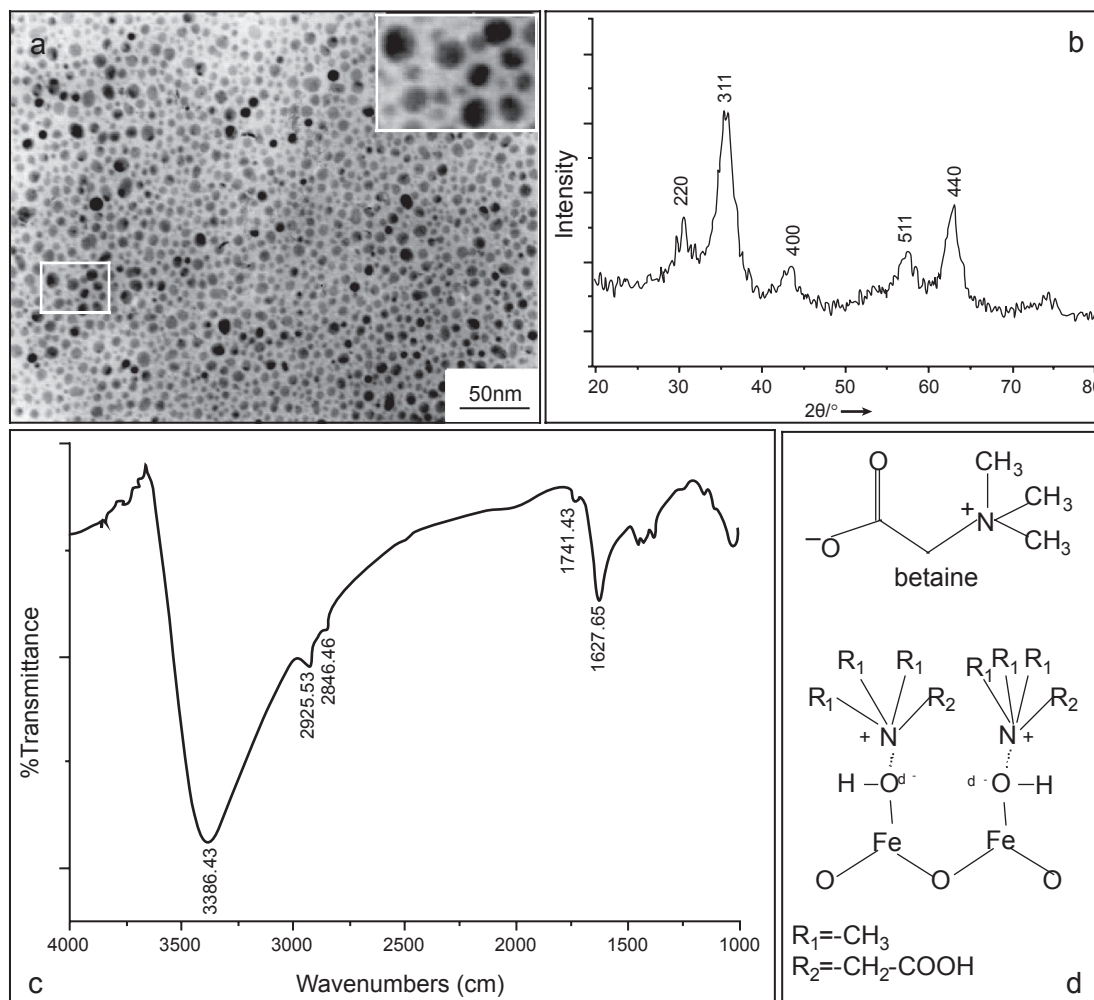 a
50nm
b
Intensity
220
311
400
511
440
20 30 40 50 60 70 80
2θ/°
%Transmittance
3386.43
2925.53
2846.46
1741.43
1627.65
4000 3500 3000 2500 2000 1500 1000
Wavenumbers (cm)
c
O CH₃
⁻O N + CH₃
CH₃
betaine
R₁ R₁ R₁ R₁ R₁
R₁ R₂ R₂
+ N N +
H O d - d - O H
Fe Fe
O O O
R₁=-CH₃
R₂=-CH₂-COOH
d